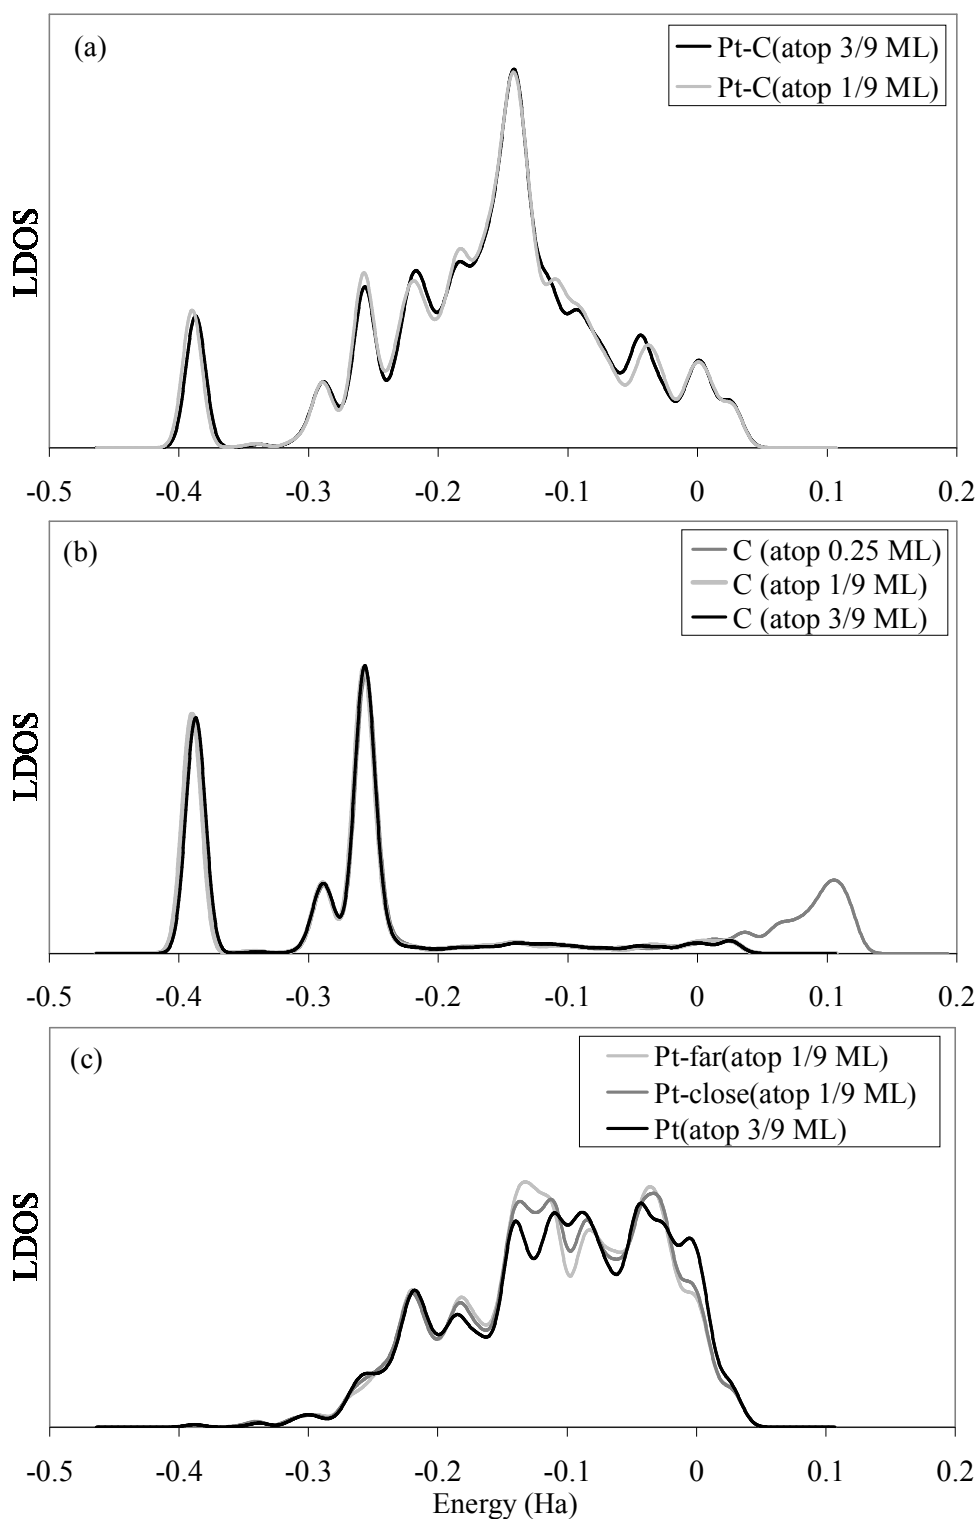 (a)
Pt-C(atop 3/9 ML)
Pt-C(atop 1/9 ML)
LDOS
-0.5 -0.4 -0.3 -0.2 -0.1 0 0.1 0.2
(b)
C (atop 0.25 ML)
C (atop 1/9 ML)
C (atop 3/9 ML)
LDOS
-0.5 -0.4 -0.3 -0.2 -0.1 0 0.1 0.2
(c)
Pt-far(atop 1/9 ML)
Pt-close(atop 1/9 ML)
Pt(atop 3/9 ML)
LDOS
-0.5 -0.4 -0.3 -0.2 -0.1 0 0.1 0.2
Energy (Ha)